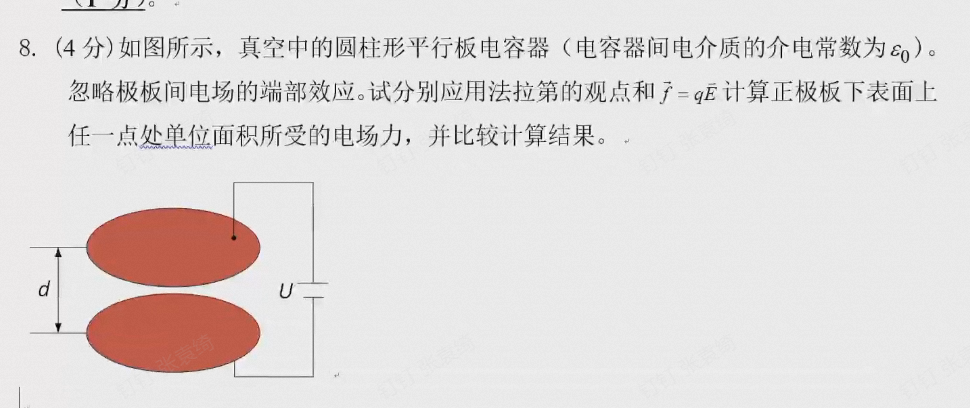 (1 分)。
8. (4 分)如图所示，真空中的圆柱形平行板电容器（电容器间电介质的介电常数为 ε₀）。
忽略极板间电场的端部效应。试分别应用法拉第的观点和 f⃗ = qE⃗ 计算正极板下表面上
任一点处单位面积所受的电场力，并比较计算结果。
d
U